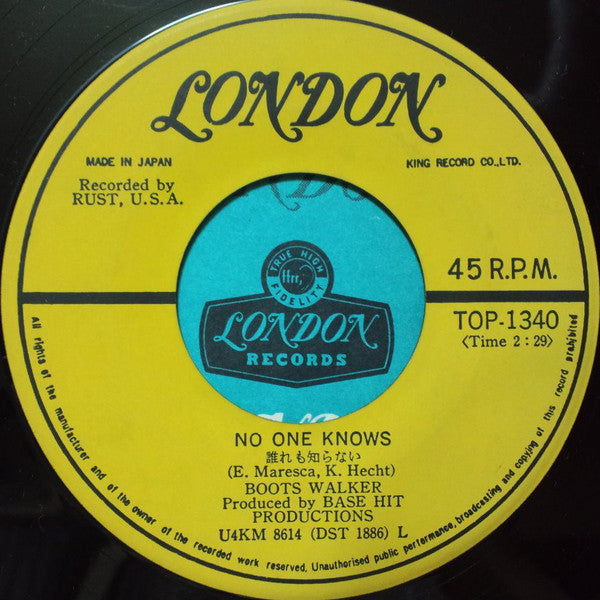 LONDON
MADE IN JAPAN
KING RECORD CO.,LTD.
Recorded by
RUST, U.S.A.
TRUE HIGH
ffrr
FIDELITY
LONDON
RECORDS
45 R.P.M.
TOP-1340
〈Time 2:29〉
NO ONE KNOWS
誰れも知らない
(E. Maresca, K. Hecht)
BOOTS WALKER
Produced by BASE HIT
PRODUCTIONS
U4KM 8614 (DST 1886) L
All rights of the manufacturer and of the owner of the recorded work reserved. Unauthorised public performance, broadcasting and copying of this record prohibited